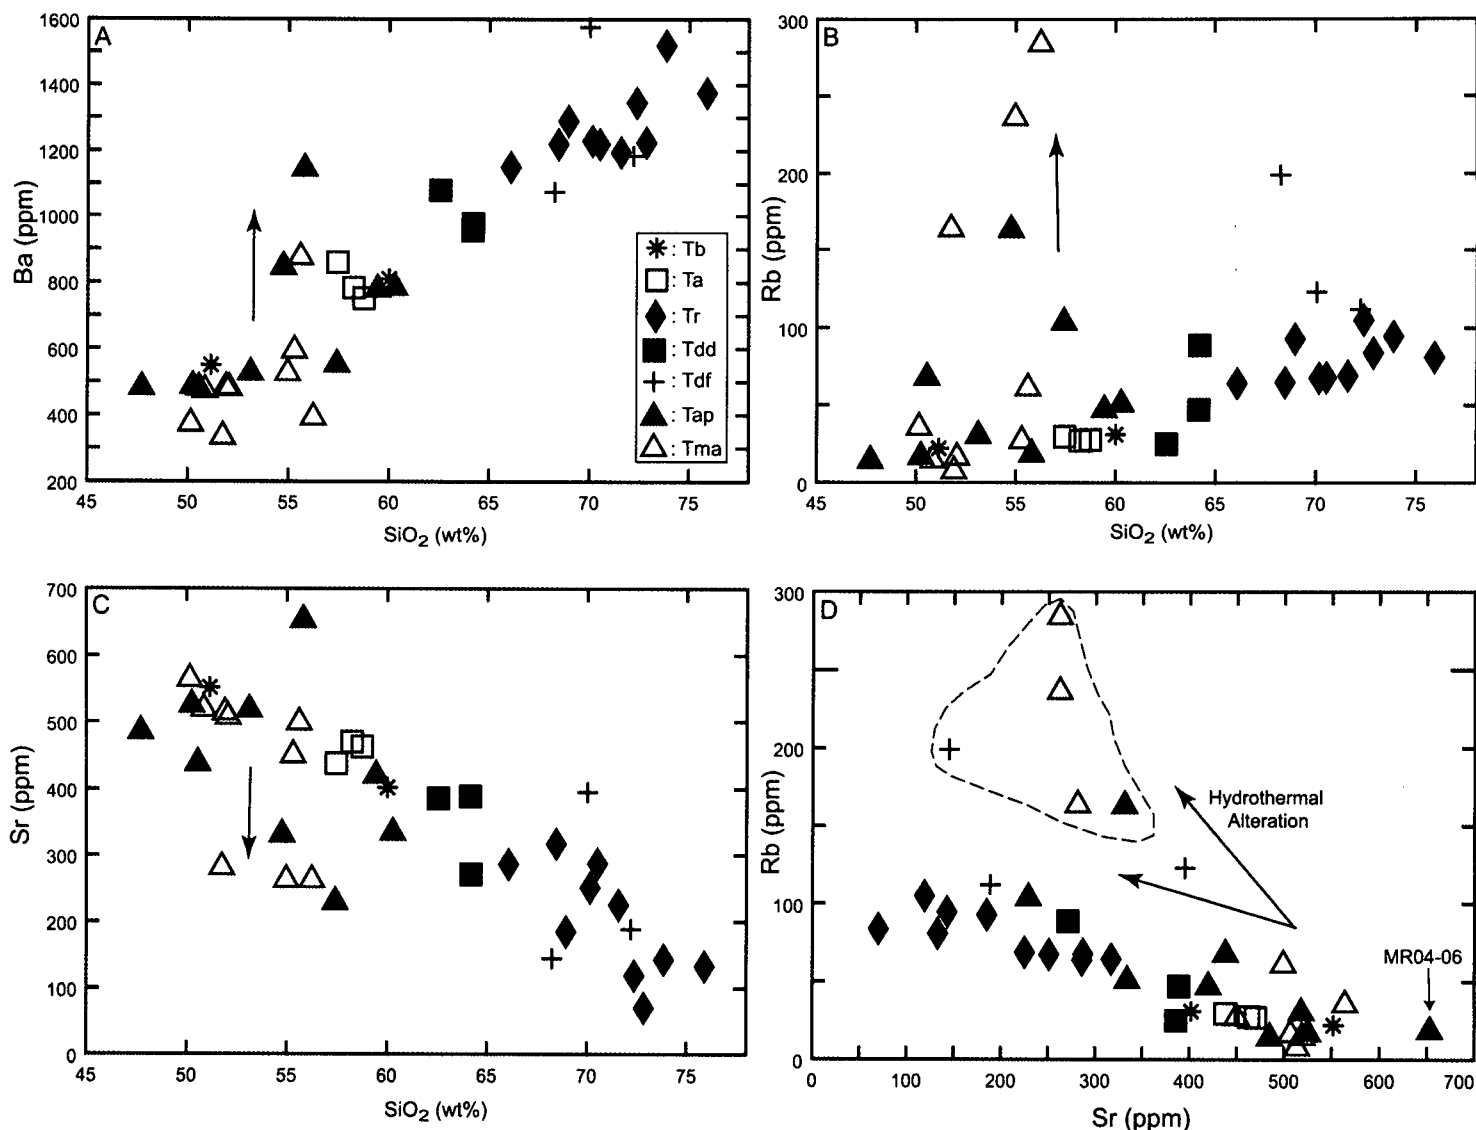 A
1600
1400
1200
1000
800
600
400
200
45
50
55
60
65
70
75
Ba (ppm)
SiO2 (wt%)
: Tb
: Ta
: Tr
: Tdd
: Tdf
: Tap
: Tma
B
300
200
100
0
45
50
55
60
65
70
75
Rb (ppm)
SiO2 (wt%)
C
700
600
500
400
300
200
100
0
45
50
55
60
65
70
75
Sr (ppm)
SiO2 (wt%)
D
300
200
100
0
0
100
200
300
400
500
600
700
Rb (ppm)
Sr (ppm)
Hydrothermal
Alteration
MR04-06